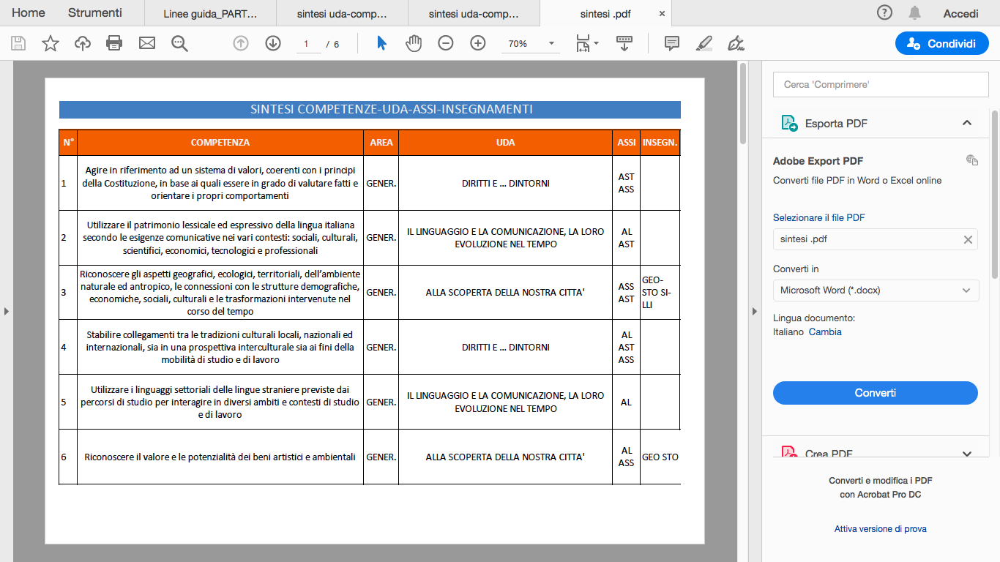 Home
Strumenti
Linee guida_PART...
sintesi uda-comp...
sintesi uda-comp...
sintesi .pdf
×
?
Accedi
1
/ 6
70%
Condividi
SINTESI COMPETENZE-UDA-ASSI-INSEGNAMENTI
N° COMPETENZA AREA UDA ASSI INSEGN.
1
Agire in riferimento ad un sistema di valori, coerenti con i principi
della Costituzione, in base ai quali essere in grado di valutare fatti e
orientare i propri comportamenti
GENER.
DIRITTI E ... DINTORNI
AST
ASS
2
Utilizzare il patrimonio lessicale ed espressivo della lingua italiana
secondo le esigenze comunicative nei vari contesti: sociali, culturali,
scientifici, economici, tecnologici e professionali
GENER.
IL LINGUAGGIO E LA COMUNICAZIONE, LA LORO
EVOLUZIONE NEL TEMPO
AL
AST
3
Riconoscere gli aspetti geografici, ecologici, territoriali, dell'ambiente
naturale ed antropico, le connessioni con le strutture demografiche,
economiche, sociali, culturali e le trasformazioni intervenute nel
corso del tempo
GENER.
ALLA SCOPERTA DELLA NOSTRA CITTA'
ASS
AST
GEO-
STO SI-
LLI
4
Stabilire collegamenti tra le tradizioni culturali locali, nazionali ed
internazionali, sia in una prospettiva interculturale sia ai fini della
mobilità di studio e di lavoro
GENER.
DIRITTI E ... DINTORNI
AL
AST
ASS
5
Utilizzare i linguaggi settoriali delle lingue straniere previste dai
percorsi di studio per interagire in diversi ambiti e contesti di studio
e di lavoro
GENER.
IL LINGUAGGIO E LA COMUNICAZIONE, LA LORO
EVOLUZIONE NEL TEMPO
AL
6
Riconoscere il valore e le potenzialità dei beni artistici e ambientali
GENER.
ALLA SCOPERTA DELLA NOSTRA CITTA'
AL
ASS
GEO STO
Cerca 'Comprimere'
Esporta PDF
Adobe Export PDF
Converti file PDF in Word o Excel online
Selezionare il file PDF
sintesi .pdf
Converti in
Microsoft Word (*.docx)
Lingua documento:
Italiano Cambia
Converti
Crea PDF
Converti e modifica i PDF
con Acrobat Pro DC
Attiva versione di prova